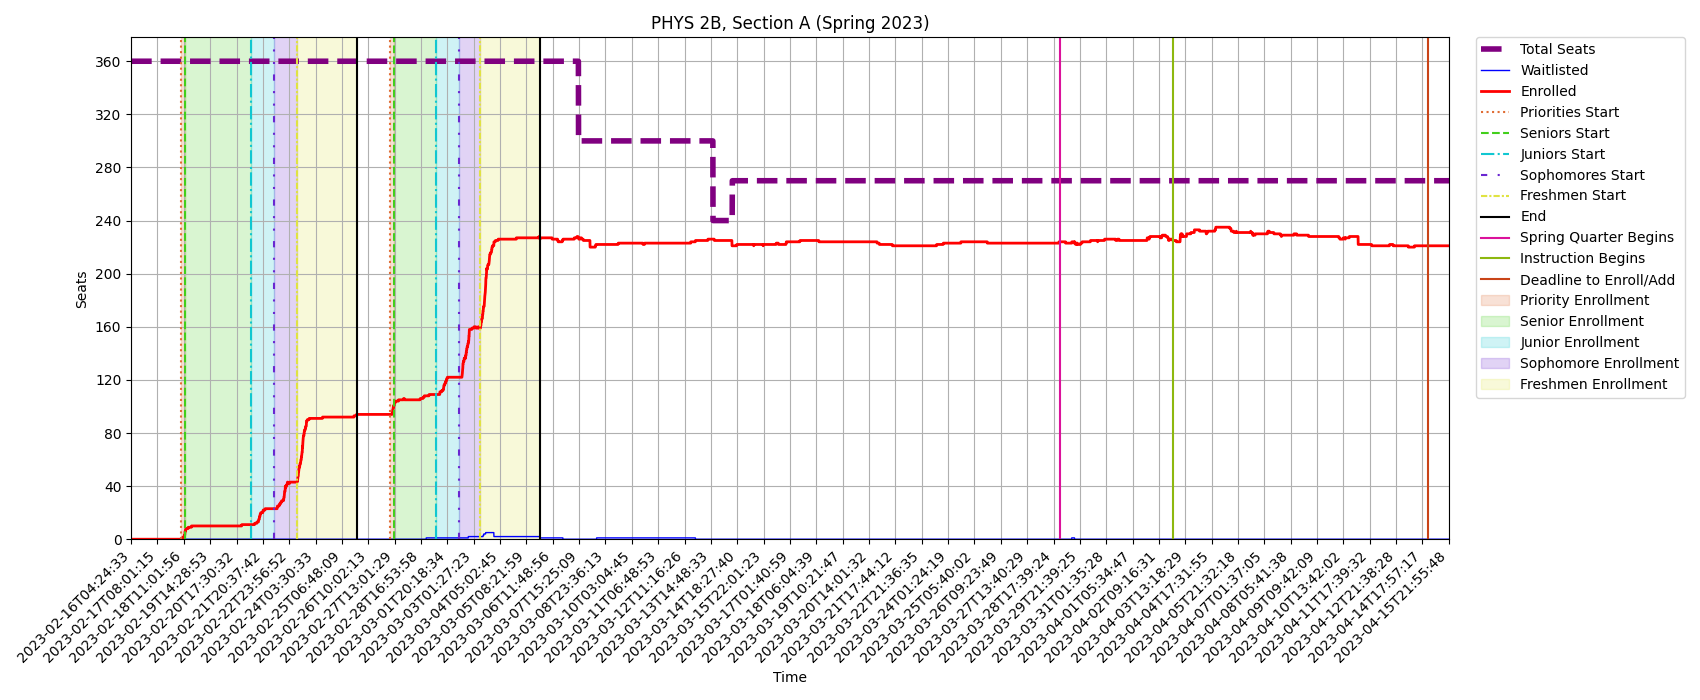 PHYS 2B, Section A (Spring 2023)
Seats
360
320
280
240
200
160
120
80
40
0
2023-02-16T04:24:33
2023-02-17T08:01:15
2023-02-18T11:01:56
2023-02-19T14:28:53
2023-02-20T17:30:32
2023-02-21T20:37:42
2023-02-22T23:56:52
2023-02-24T03:30:33
2023-02-25T06:48:09
2023-02-26T10:02:13
2023-02-27T13:01:29
2023-02-28T16:53:58
2023-03-01T20:18:34
2023-03-03T01:27:23
2023-03-04T05:02:45
2023-03-05T08:21:59
2023-03-06T11:48:56
2023-03-07T15:25:09
2023-03-08T23:36:13
2023-03-10T03:04:45
2023-03-11T06:48:53
2023-03-12T11:16:26
2023-03-13T14:48:33
2023-03-14T18:27:40
2023-03-15T22:01:23
2023-03-17T01:40:59
2023-03-18T06:04:39
2023-03-19T10:21:47
2023-03-20T14:01:32
2023-03-21T17:44:12
2023-03-22T21:36:35
2023-03-24T01:24:19
2023-03-25T05:40:02
2023-03-26T09:23:49
2023-03-27T13:40:29
2023-03-28T17:39:24
2023-03-29T21:39:25
2023-03-31T01:35:28
2023-04-01T05:34:47
2023-04-02T09:16:31
2023-04-03T13:18:29
2023-04-04T17:31:55
2023-04-05T21:32:18
2023-04-07T01:37:05
2023-04-08T05:41:38
2023-04-09T09:42:09
2023-04-10T13:42:02
2023-04-11T17:39:32
2023-04-12T21:38:28
2023-04-14T17:57:17
2023-04-15T21:55:48
Time
Total Seats
Waitlisted
Enrolled
Priorities Start
Seniors Start
Juniors Start
Sophomores Start
Freshmen Start
End
Spring Quarter Begins
Instruction Begins
Deadline to Enroll/Add
Priority Enrollment
Senior Enrollment
Junior Enrollment
Sophomore Enrollment
Freshmen Enrollment